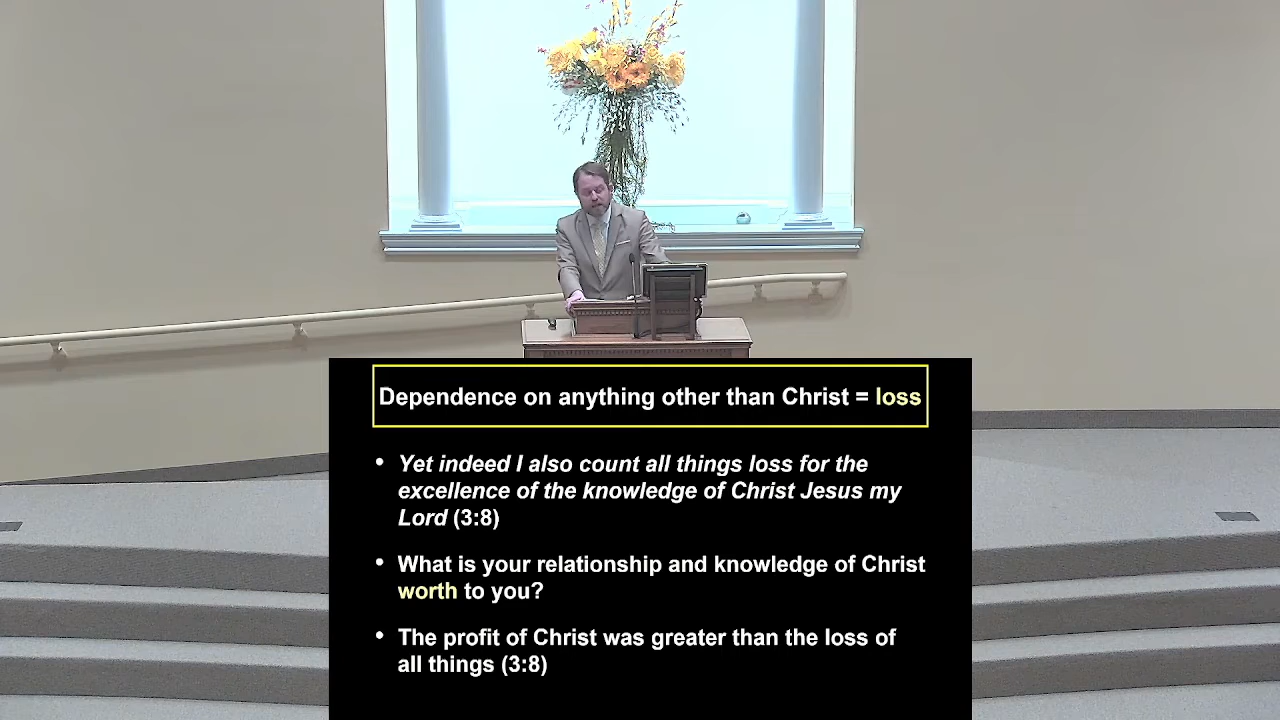 Dependence on anything other than Christ = loss
• Yet indeed I also count all things loss for the
excellence of the knowledge of Christ Jesus my
Lord (3:8)
• What is your relationship and knowledge of Christ
worth to you?
• The profit of Christ was greater than the loss of
all things (3:8)